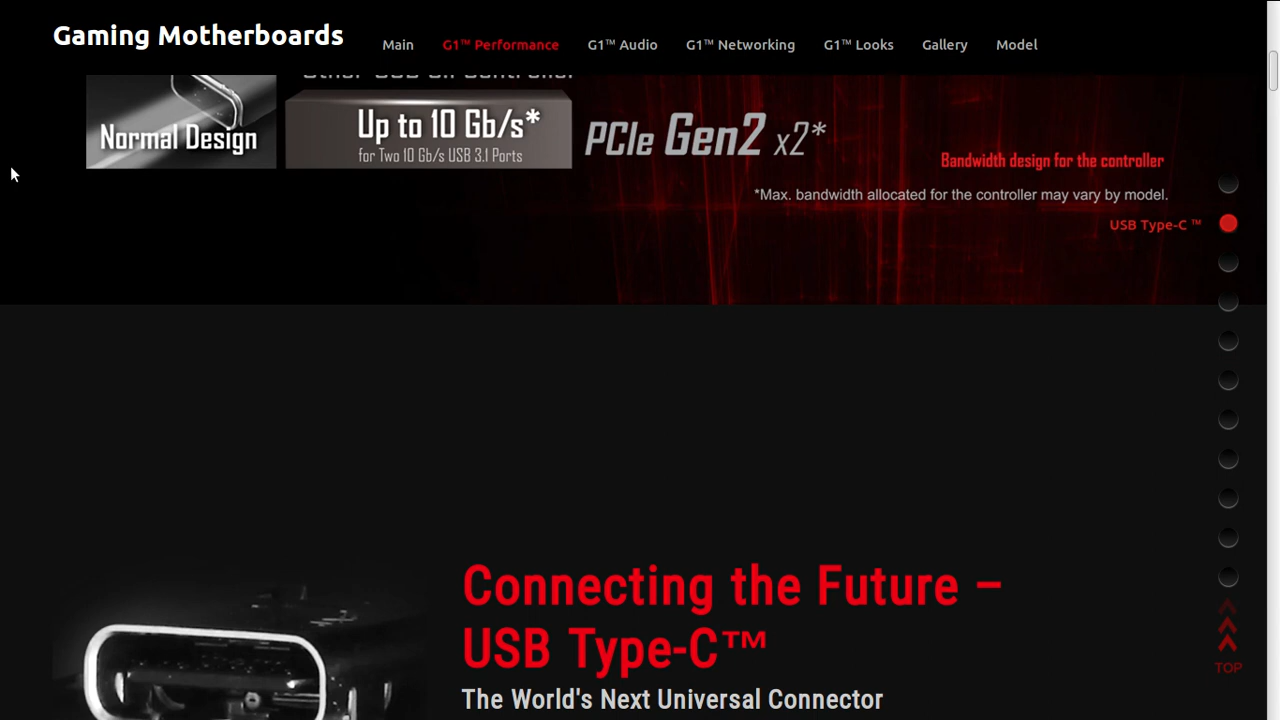 Gaming Motherboards
Main G1™ Performance G1™ Audio G1™ Networking G1™ Looks Gallery Model
Normal Design
Up to 10 Gb/s*
for Two 10 Gb/s USB 3.1 Ports
PCIe Gen2 x2*
Bandwidth design for the controller
*Max. bandwidth allocated for the controller may vary by model.
USB Type-C ™
Connecting the Future –
USB Type-C™
The World's Next Universal Connector
TOP